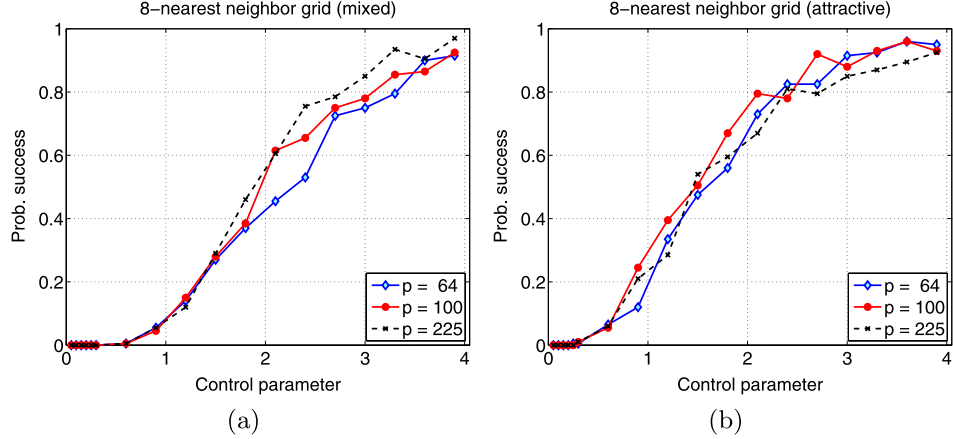 8-nearest neighbor grid (mixed)
1
0.8
0.6
0.4
0.2
0
Prob. success
0 1 2 3 4
Control parameter
p = 64
p = 100
p = 225
(a)
8-nearest neighbor grid (attractive)
1
0.8
0.6
0.4
0.2
0
Prob. success
0 1 2 3 4
Control parameter
p = 64
p = 100
p = 225
(b)